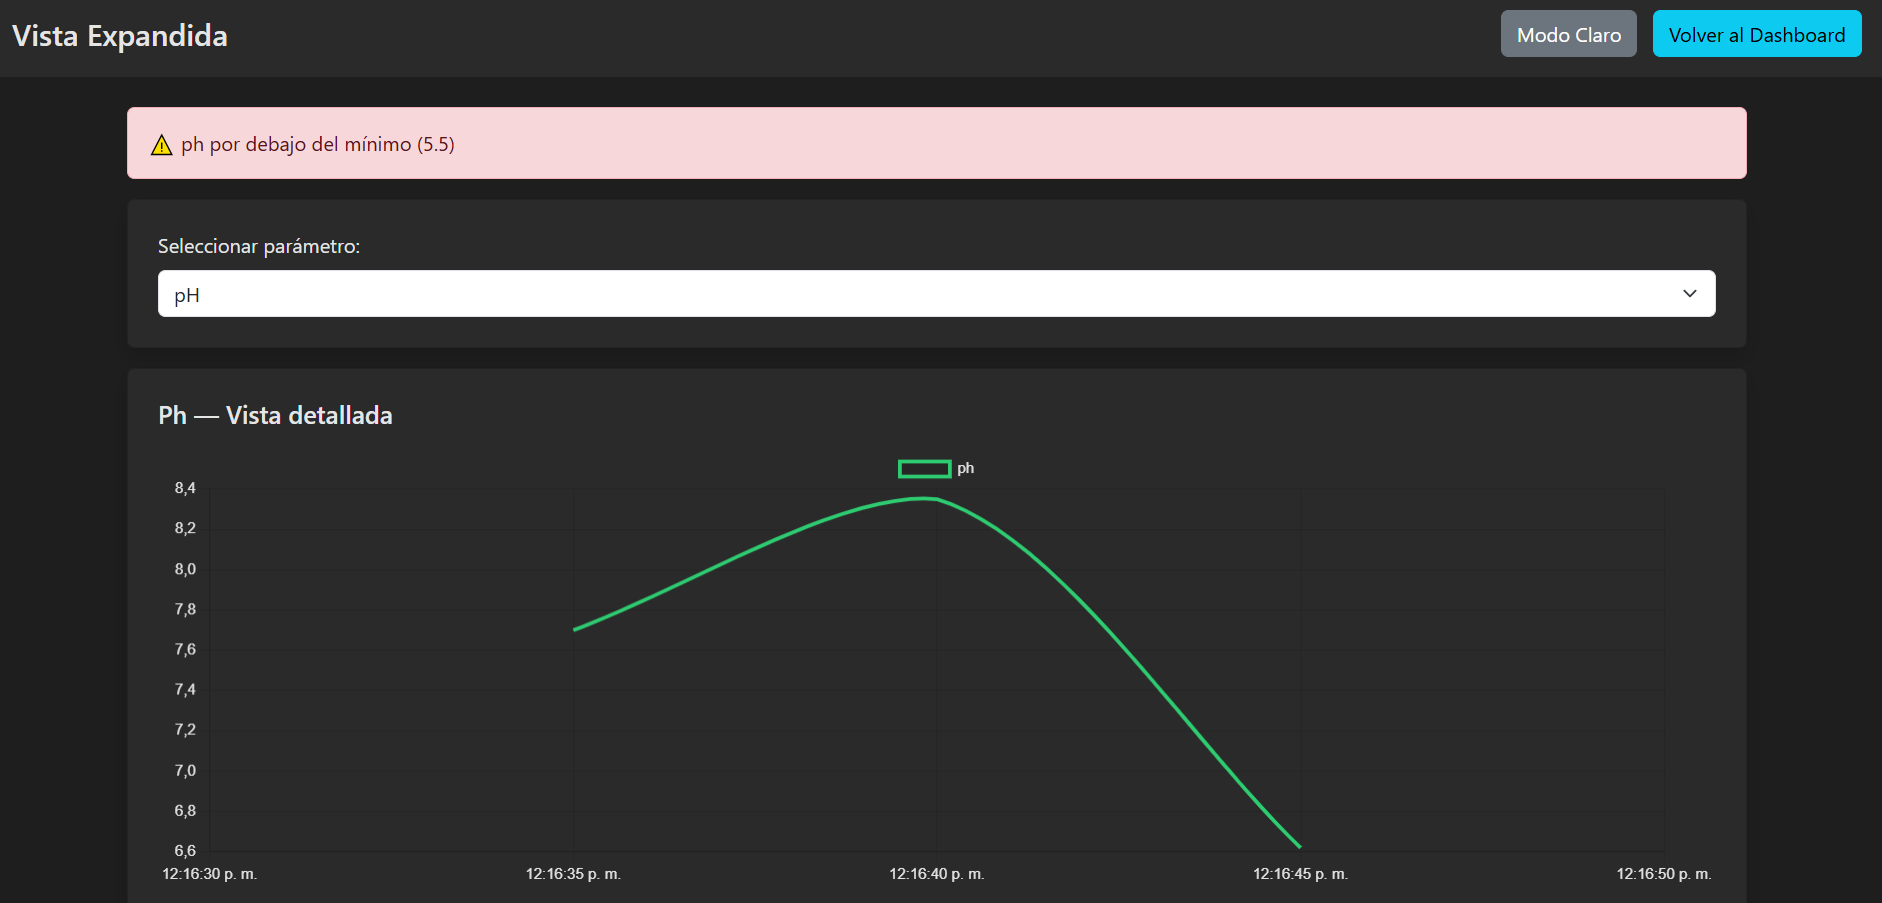 Vista Expandida
Modo Claro
Volver al Dashboard
⚠ ph por debajo del mínimo (5.5)
Seleccionar parámetro:
pH
Ph — Vista detallada
ph
8,4
8,2
8,0
7,8
7,6
7,4
7,2
7,0
6,8
6,6
12:16:30 p. m. 12:16:35 p. m. 12:16:40 p. m. 12:16:45 p. m. 12:16:50 p. m.